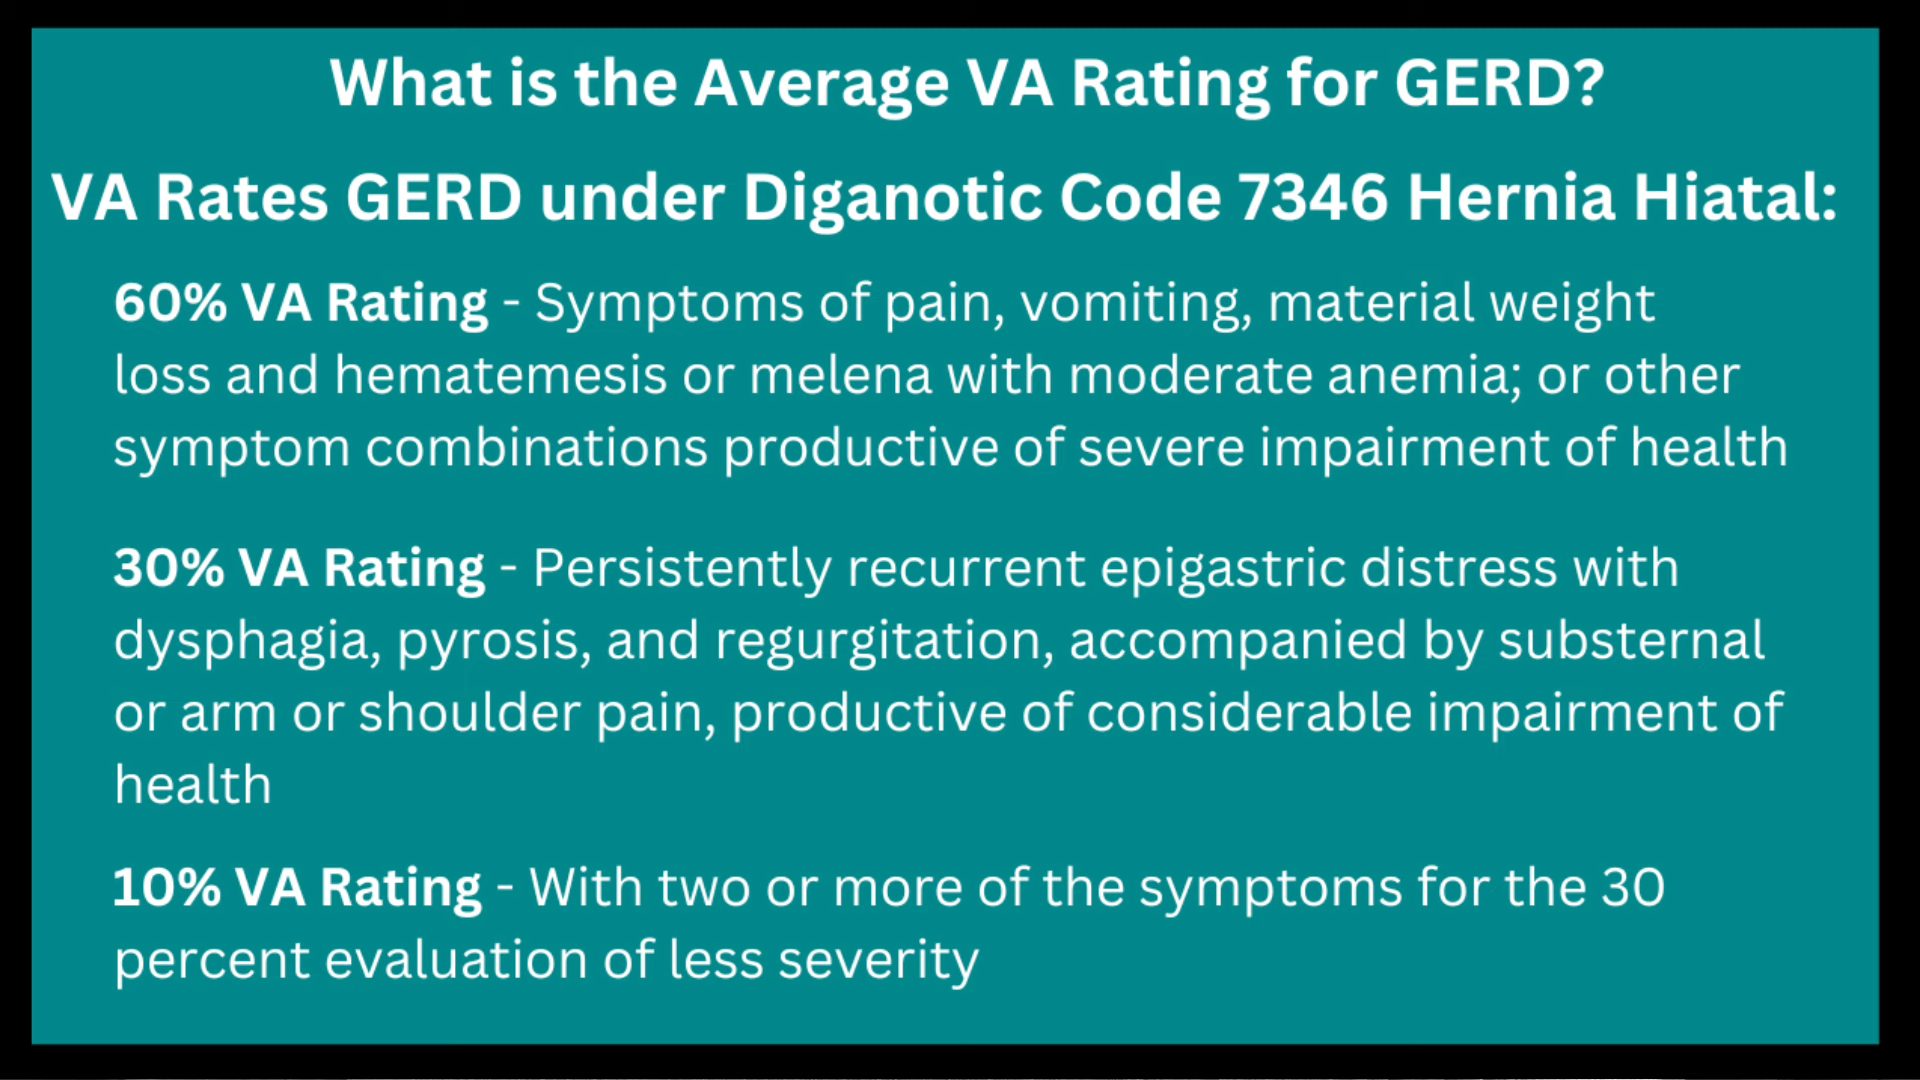 What is the Average VA Rating for GERD?
VA Rates GERD under Diganotic Code 7346 Hernia Hiatal:
60% VA Rating - Symptoms of pain, vomiting, material weight
loss and hematemesis or melena with moderate anemia; or other
symptom combinations productive of severe impairment of health
30% VA Rating - Persistently recurrent epigastric distress with
dysphagia, pyrosis, and regurgitation, accompanied by substernal
or arm or shoulder pain, productive of considerable impairment of
health
10% VA Rating - With two or more of the symptoms for the 30
percent evaluation of less severity